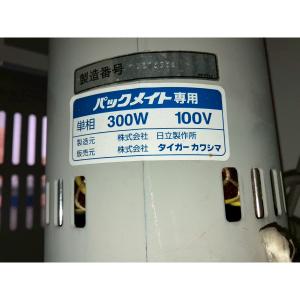 製造番号
パックメイト専用
単相 300W 100V
製造元 株式会社 日立製作所
販売元 株式会社 タイガーカワシマ